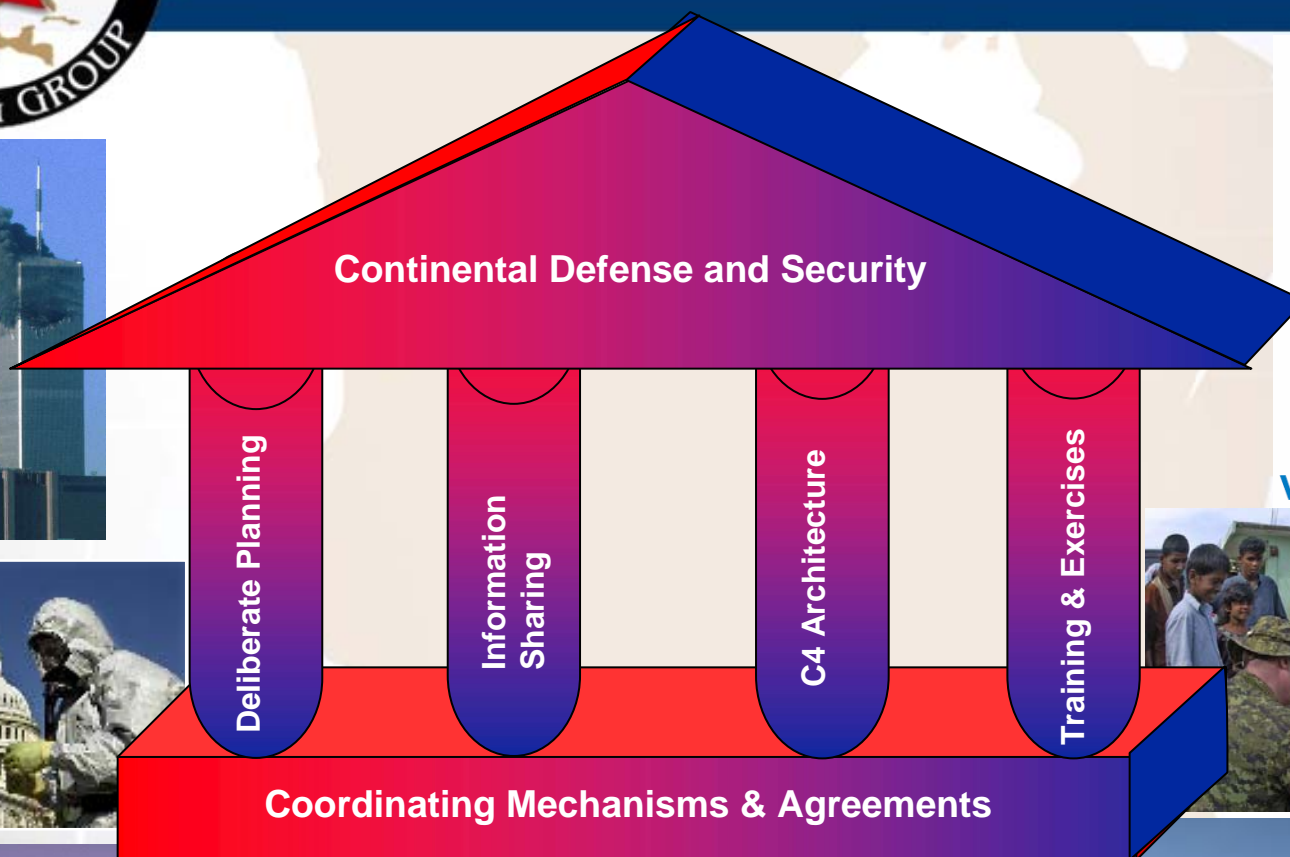 GROUP
Continental Defense and Security
Deliberate Planning
Information
Sharing
C4 Architecture
Training & Exercises
Coordinating Mechanisms & Agreements